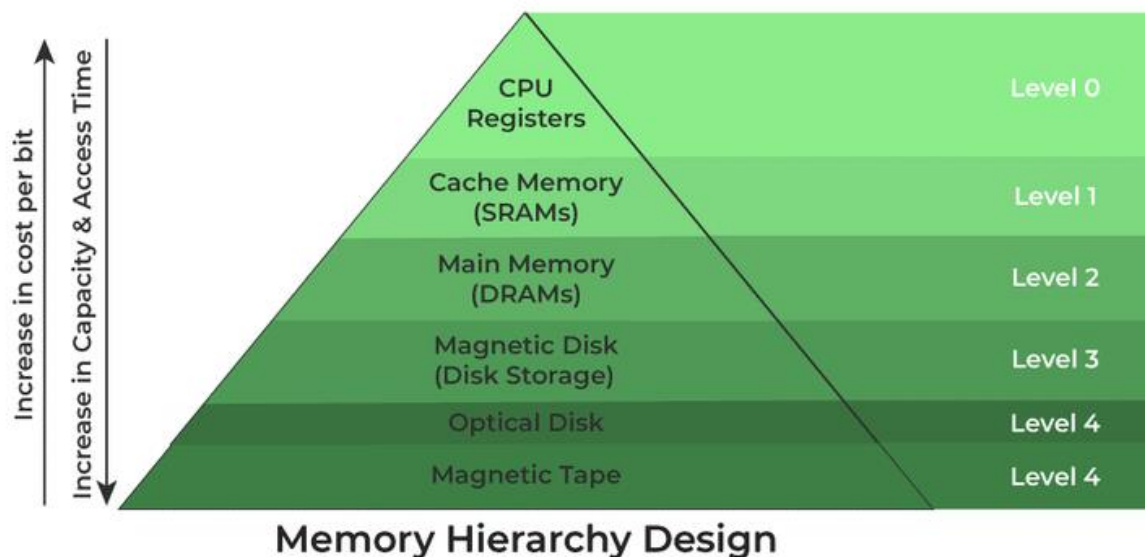 Increase in cost per bit
Increase in Capacity & Access Time
CPU
Registers
Level 0
Cache Memory
(SRAMs)
Level 1
Main Memory
(DRAMs)
Level 2
Magnetic Disk
(Disk Storage)
Level 3
Optical Disk
Level 4
Magnetic Tape
Level 4
Memory Hierarchy Design